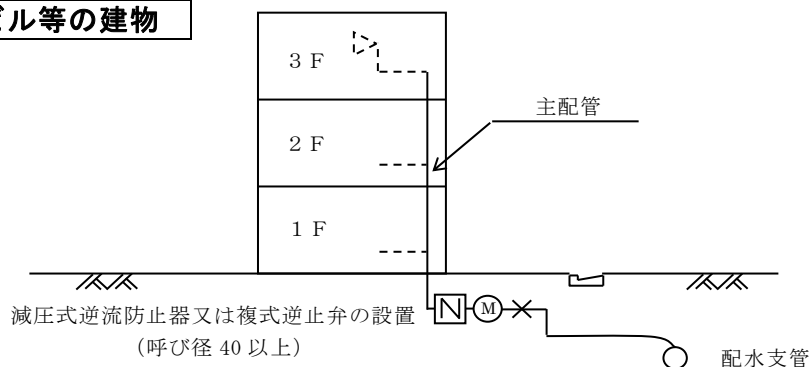 ビル等の建物
3 F
主配管
2 F
1 F
減圧式逆流防止器又は複式逆止弁の設置
N
M
(呼び径 40 以上)
配水支管